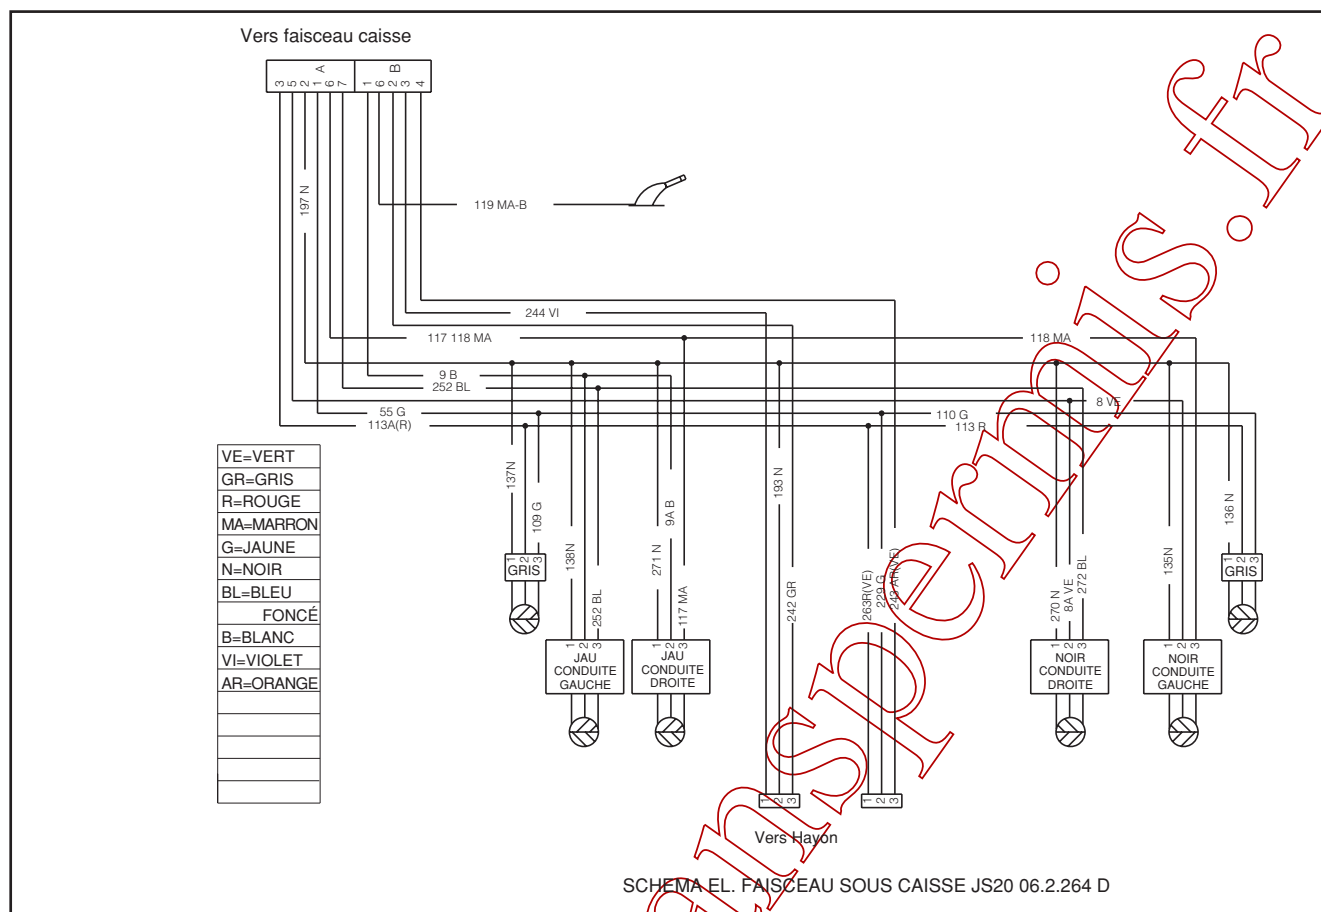 Vers faisceau caisse
A B
3 5 2 1 6 7 1 6 2 3 4
197 N
119 MA-B
244 VI
117 118 MA
118 MA
9 B
252 BL
8 VE
55 G
110 G
113A(R)
113 R
VE=VERT
GR=GRIS
R=ROUGE
MA=MARRON
G=JAUNE
N=NOIR
BL=BLEU
FONCÉ
B=BLANC
VI=VIOLET
AR=ORANGE
137N
109 G
138N
252 BL
271 N
9A B
117 MA
193 N
242 GR
263R(VE)
229 G
243 AR(VE)
270 N
8A VE
272 BL
135N
136 N
1 2 3
GRIS
1 2 3
GRIS
1 2 3
JAU
CONDUITE
GAUCHE
1 2 3
JAU
CONDUITE
DROITE
1 2 3
NOIR
CONDUITE
DROITE
1 2 3
NOIR
CONDUITE
GAUCHE
1 2 3
1 2 3
Vers Hayon
SCHEMA EL. FAISCEAU SOUS CAISSE JS20 06.2.264 D
anspermis.fr